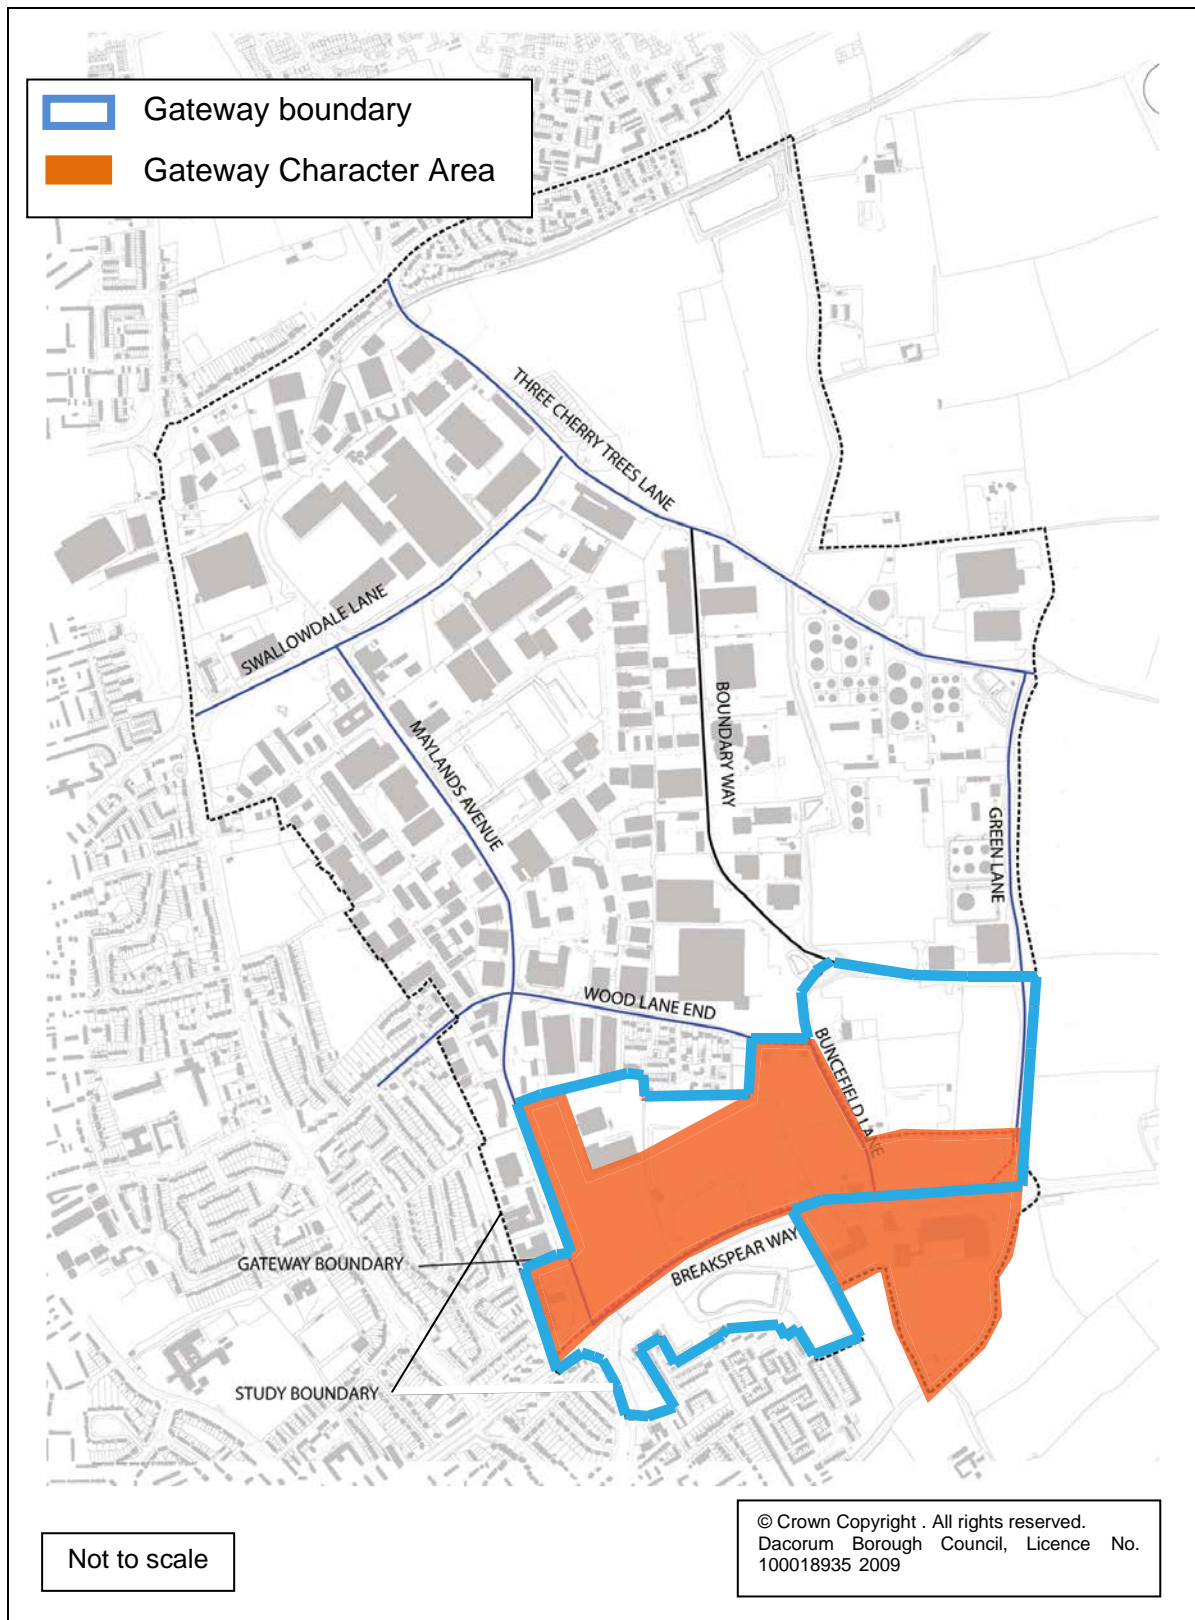 Gateway boundary
Gateway Character Area
THREE CHERRY TREES LANE
SWALLOWDALE LANE
MAYLANDS AVENUE
BOUNDARY WAY
GREEN LANE
WOOD LANE END
BUNCEFIELD LANE
BREAKSPEAR WAY
GATEWAY BOUNDARY
STUDY BOUNDARY
Not to scale
© Crown Copyright . All rights reserved.
Dacorum Borough Council, Licence No.
100018935 2009